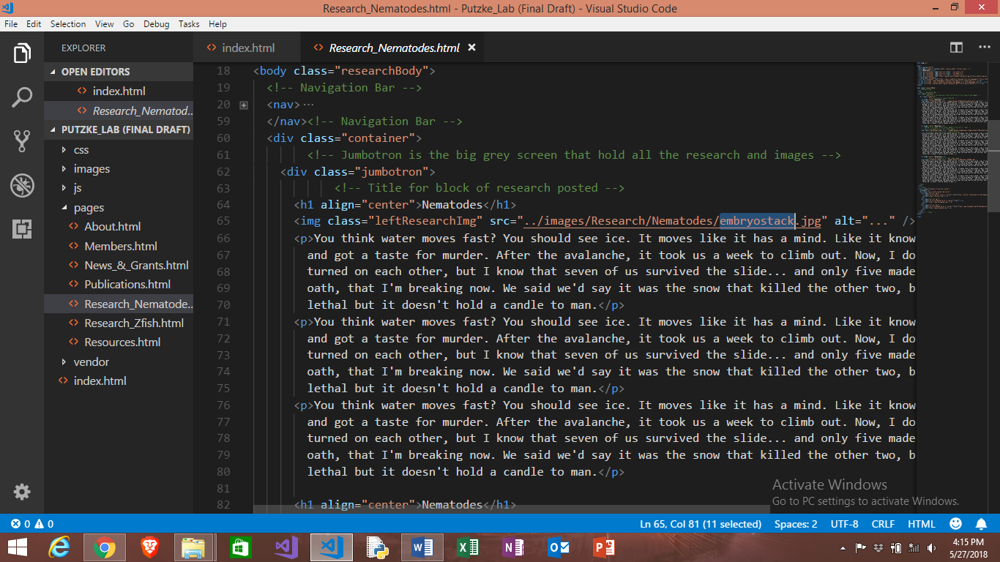 Research_Nematodes.html - Putzke_Lab (Final Draft) - Visual Studio Code
File Edit Selection View Go Debug Tasks Help
EXPLORER
OPEN EDITORS
index.html
Research_Nematod...
PUTZKE_LAB (FINAL DRAFT)
css
images
js
pages
About.html
Members.html
News_&_Grants.html
Publications.html
Research_Nematode...
Research_Zfish.html
Resources.html
vendor
index.html
index.html Research_Nematodes.html
18 <body class="researchBody">
19 <!-- Navigation Bar -->
20 <nav>...
59 </nav><!-- Navigation Bar -->
60 <div class="container">
61 <!-- Jumbotron is the big grey screen that hold all the research and images -->
62 <div class="jumbotron">
63 <!-- Title for block of research posted -->
64 <h1 align="center">Nematodes</h1>
65 <img class="leftResearchImg" src="../images/Research/Nematodes/embryostack.jpg" alt="..." />
66 <p>You think water moves fast? You should see ice. It moves like it has a mind. Like it know
67 and got a taste for murder. After the avalanche, it took us a week to climb out. Now, I do
68 turned on each other, but I know that seven of us survived the slide... and only five made
69 oath, that I'm breaking now. We said we'd say it was the snow that killed the other two, b
70 lethal but it doesn't hold a candle to man.</p>
71 <p>You think water moves fast? You should see ice. It moves like it has a mind. Like it know
72 and got a taste for murder. After the avalanche, it took us a week to climb out. Now, I do
73 turned on each other, but I know that seven of us survived the slide... and only five made
74 oath, that I'm breaking now. We said we'd say it was the snow that killed the other two, b
75 lethal but it doesn't hold a candle to man.</p>
76 <p>You think water moves fast? You should see ice. It moves like it has a mind. Like it know
77 and got a taste for murder. After the avalanche, it took us a week to climb out. Now, I do
78 turned on each other, but I know that seven of us survived the slide... and only five made
79 oath, that I'm breaking now. We said we'd say it was the snow that killed the other two, b
80 lethal but it doesn't hold a candle to man.</p>
81
82 <h1 align="center">Nematodes</h1>
Activate Windows
Go to PC settings to activate Windows.
0 0 Ln 65, Col 81 (11 selected) Spaces: 2 UTF-8 CRLF HTML
4:15 PM
5/27/2018